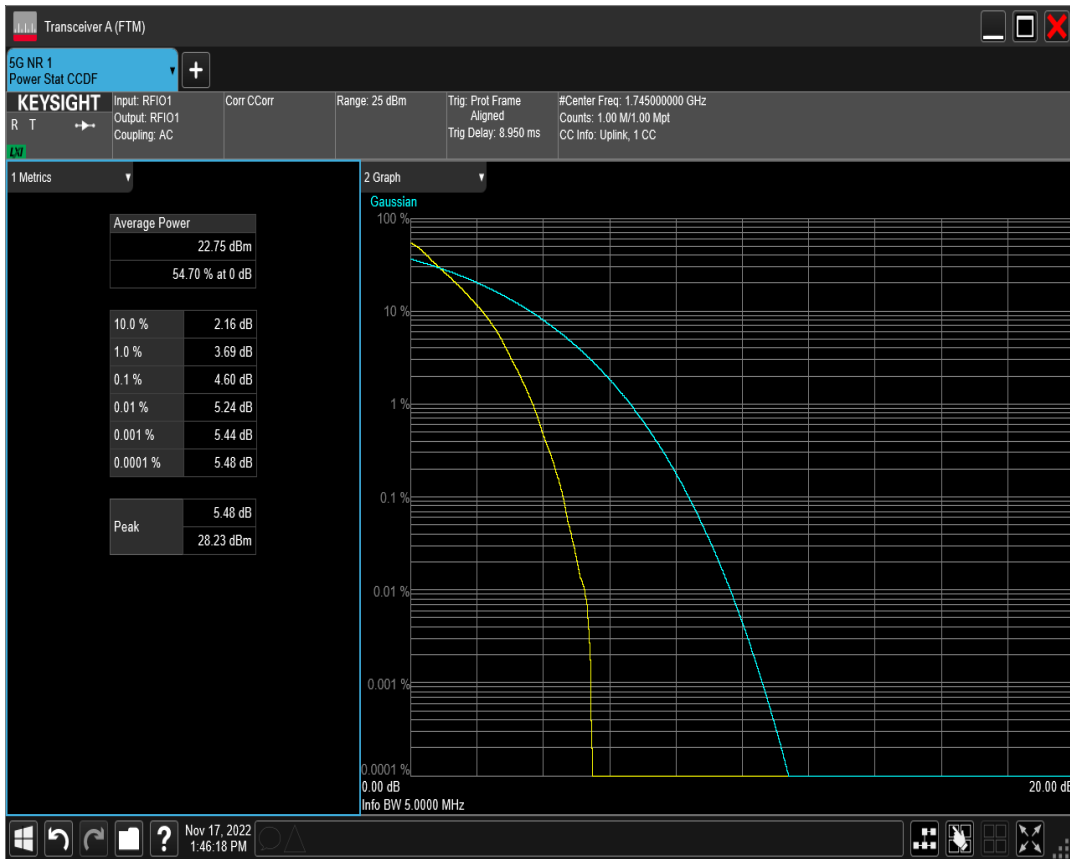 Transceiver A (FTM)
5G NR 1
Power Stat CCDF
+
KEYSIGHT
R T
LXI
Input: RFIO1
Output: RFIO1
Coupling: AC
Corr CCorr
Range: 25 dBm
Trig: Prot Frame
Aligned
Trig Delay: 8.950 ms
#Center Freq: 1.745000000 GHz
Counts: 1.00 M/1.00 Mpt
CC Info: Uplink, 1 CC
1 Metrics
Average Power
22.75 dBm
54.70 % at 0 dB
10.0 % 2.16 dB
1.0 % 3.69 dB
0.1 % 4.60 dB
0.01 % 5.24 dB
0.001 % 5.44 dB
0.0001 % 5.48 dB
Peak
5.48 dB
28.23 dBm
2 Graph
Gaussian
100 %
10 %
1 %
0.1 %
0.01 %
0.001 %
0.0001 %
0.00 dB
20.00 dB
Info BW 5.0000 MHz
?
Nov 17, 2022
1:46:18 PM